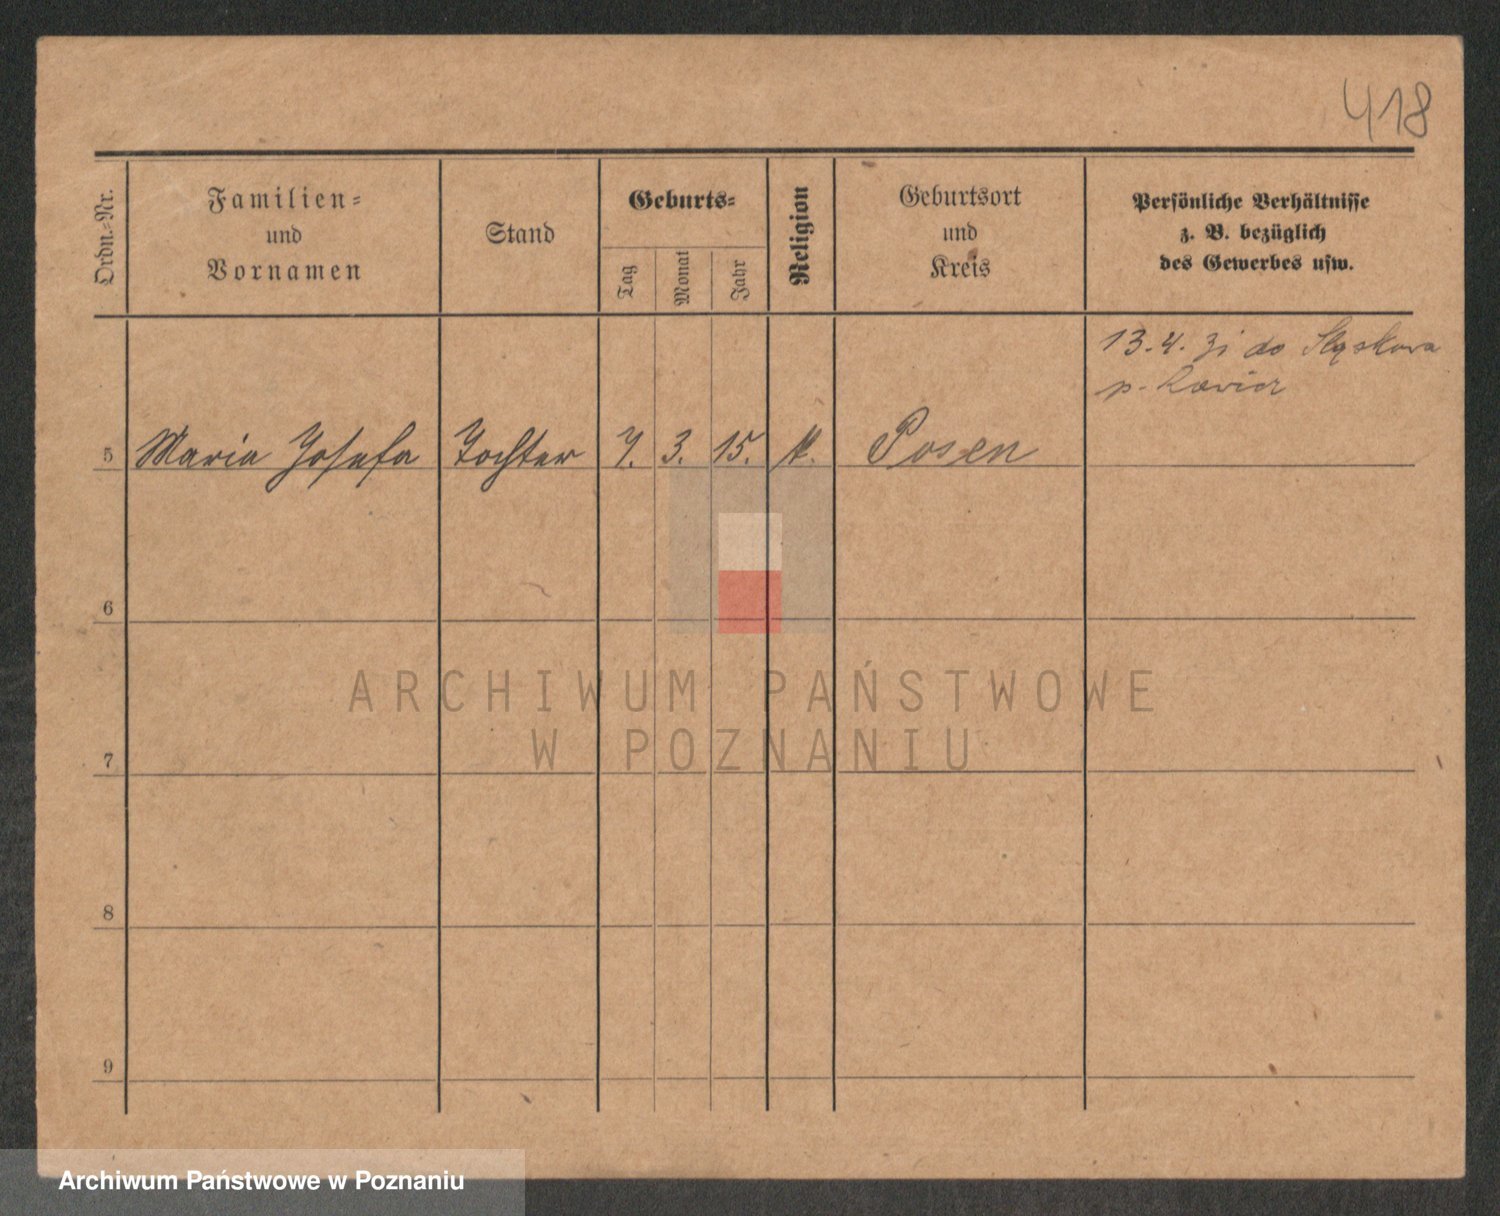 418
Ordn.-Nr.
Familien-
und
Vornamen
Stand
Geburts-
Tag
Monat
Jahr
Religion
Geburtsort
und
Kreis
Persönliche Verhältnisse
z. B. bezüglich
des Gewerbes usw.
13.4. 31 do Sląskowa
p. Rawicz
5 Maria Josefa Tochter 7. 3. 15. k. Posen
6
7
8
9
ARCHIWUM PAŃSTWOWE
W POZNANIU
Archiwum Państwowe w Poznaniu